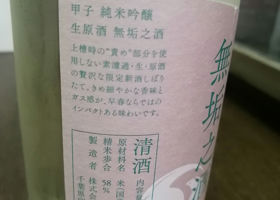 甲子 純米吟醸
生原酒 無垢之酒
上槽時の“責め”部分を使
用しない素濾過・生・原酒
の贅沢な限定新酒しぼり
たて。きめ細やかな香味と
ガス感が、早春ならではの
インパクトある味わいです。
清酒
内容量
原材料名 米(国
精米歩合 58%
製造者 株式会
千葉県
無垢之酒